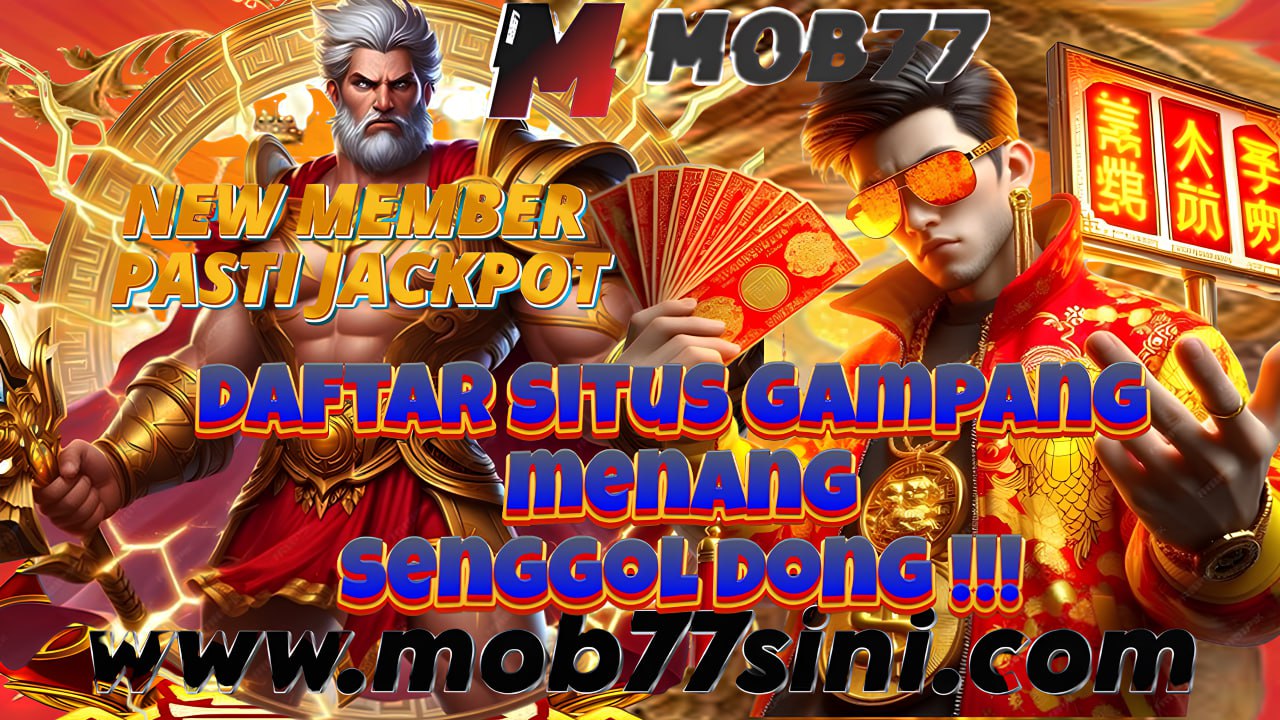 M MOB77
NEW MEMBER
PASTI JACKPOT
DAFTAR SITUS GAMPANG
MENANG
SENGGOL DONG !!!
www.mob77sini.com